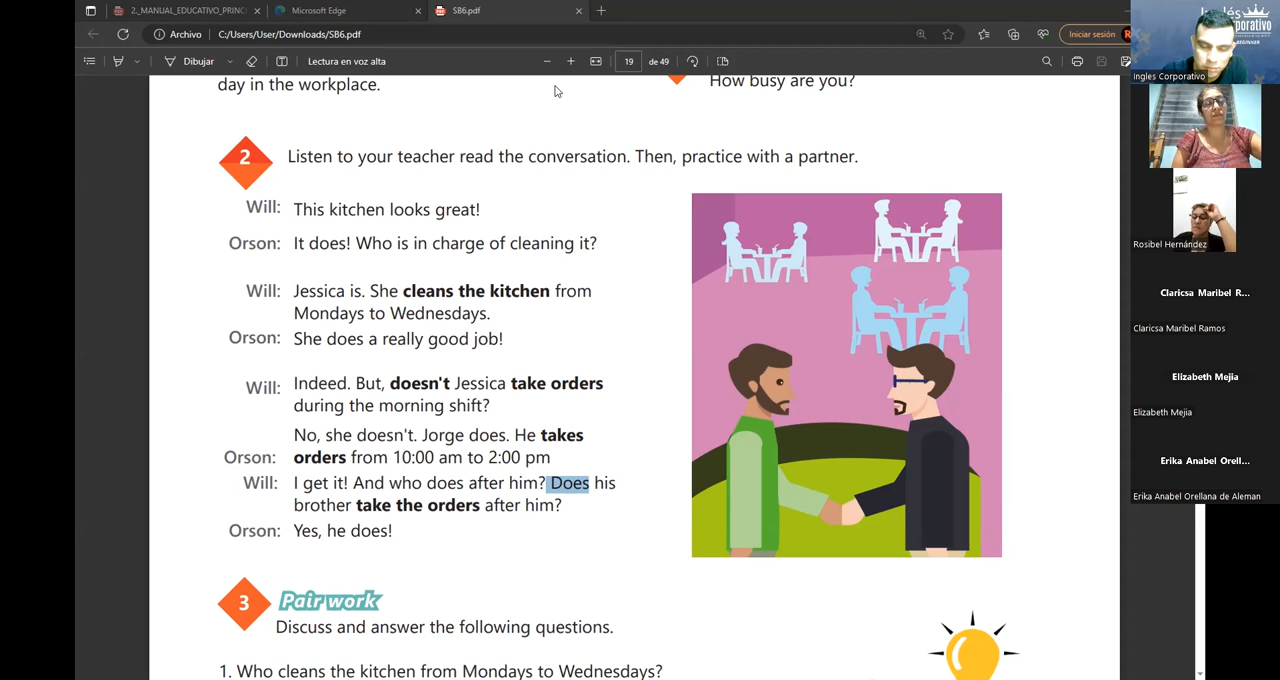 2._MANUAL_EDUCATIVO_PRINC
Microsoft Edge
SB6.pdf
Archivo
C:/Users/User/Downloads/SB6.pdf
Iniciar sesión
Dibujar
Lectura en voz alta
19 de 49
day in the workplace.
How busy are you?
2
Listen to your teacher read the conversation. Then, practice with a partner.
Will: This kitchen looks great!
Orson: It does! Who is in charge of cleaning it?
Will: Jessica is. She cleans the kitchen from
Mondays to Wednesdays.
Orson: She does a really good job!
Will: Indeed. But, doesn't Jessica take orders
during the morning shift?
No, she doesn't. Jorge does. He takes
Orson: orders from 10:00 am to 2:00 pm
Will: I get it! And who does after him? Does his
brother take the orders after him?
Orson: Yes, he does!
3
Pair work
Discuss and answer the following questions.
1. Who cleans the kitchen from Mondays to Wednesdays?
Ingles Corporativo
Rosibel Hernández
Claricsa Maribel R...
Claricsa Maribel Ramos
Elizabeth Mejia
Elizabeth Mejia
Erika Anabel Orell...
Erika Anabel Orellana de Aleman